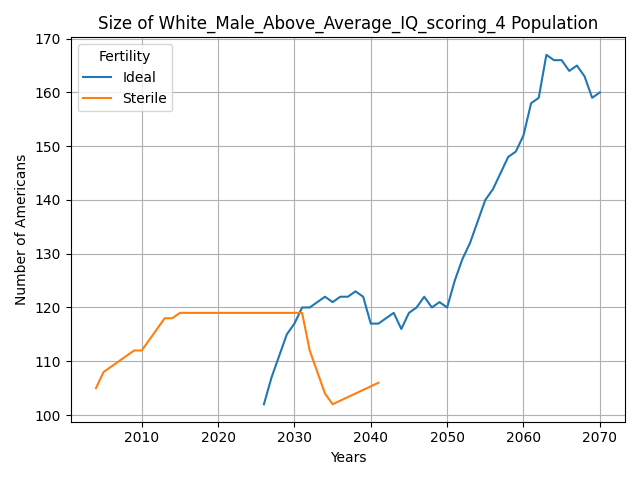 Size of White_Male_Above_Average_IQ_scoring_4 Population
170
160
150
140
130
120
110
100
Number of Americans
Fertility
Ideal
Sterile
2010 2020 2030 2040 2050 2060 2070
Years